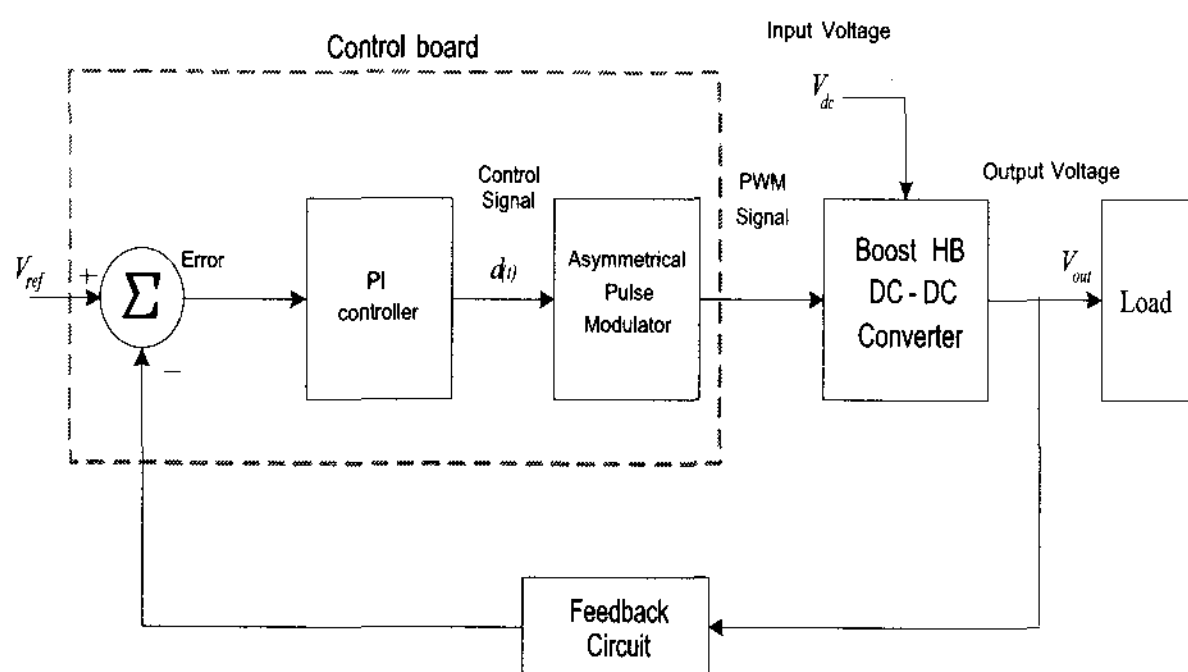 Input Voltage
Control board
V_dc
Output Voltage
Control
Signal
PWM
Signal
V_ref
+
Σ
Error
PI
controller
d(t)
Asymmetrical
Pulse
Modulator
Boost HB
DC - DC
Converter
V_out
Load
−
Feedback
Circuit